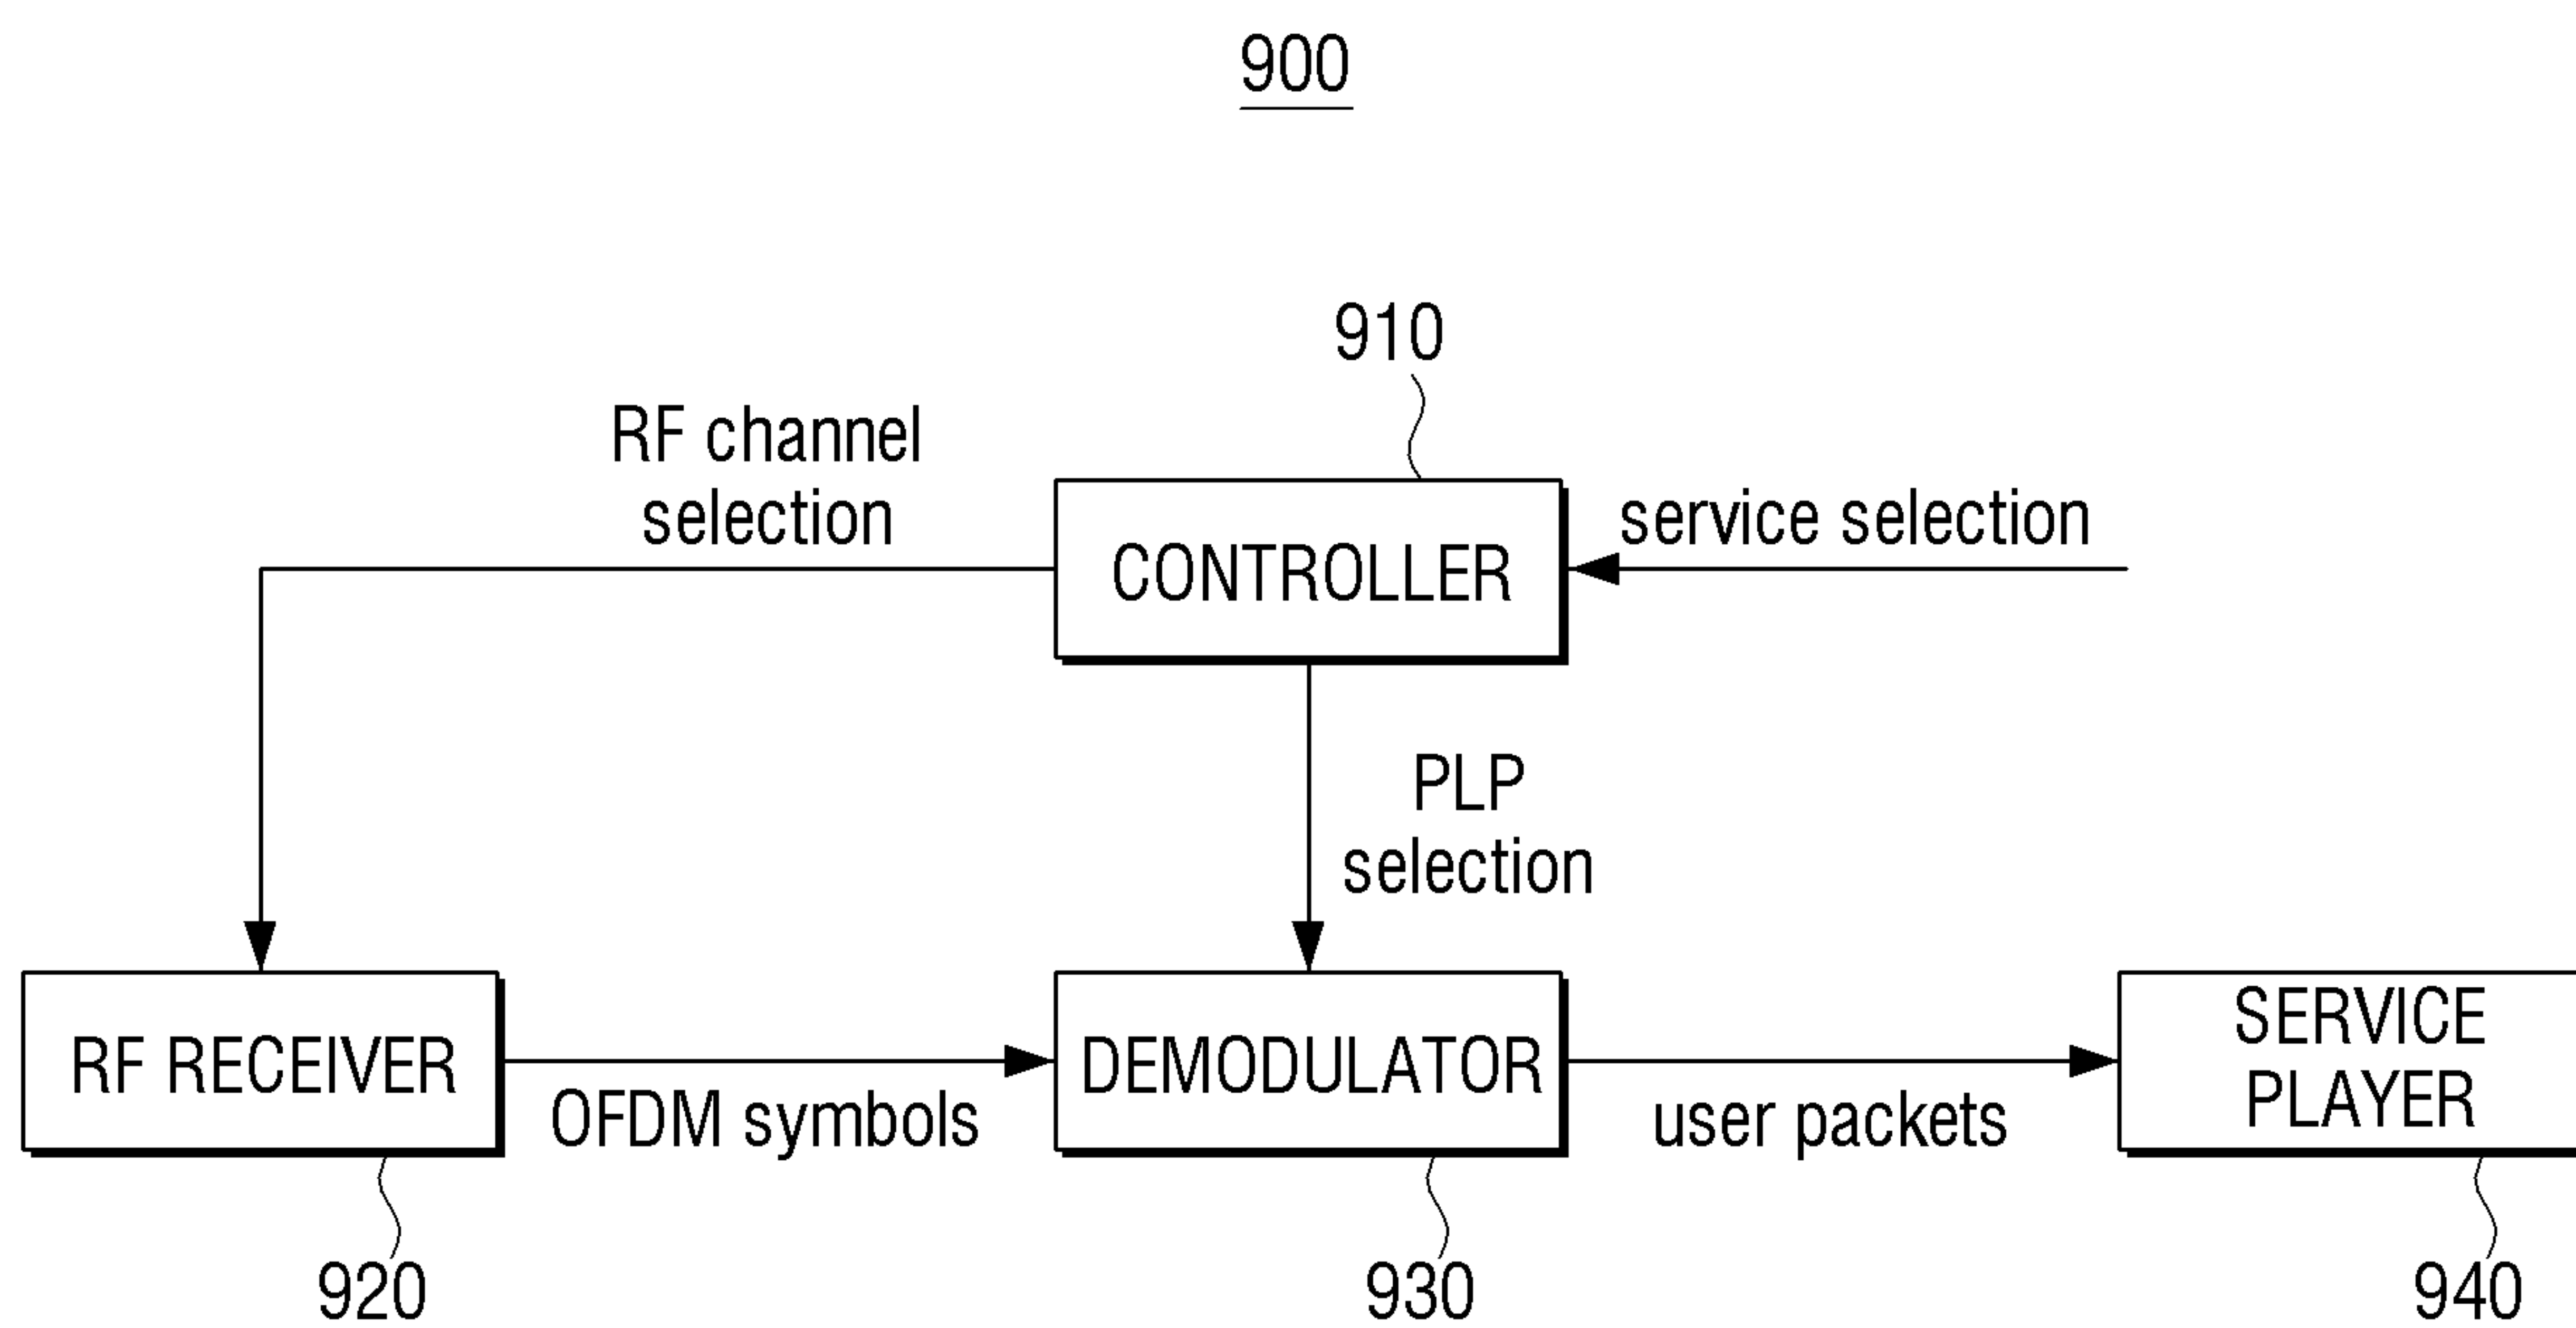 900
910
RF channel
selection
CONTROLLER
service selection
PLP
selection
RF RECEIVER
OFDM symbols
DEMODULATOR
user packets
SERVICE
PLAYER
920
930
940